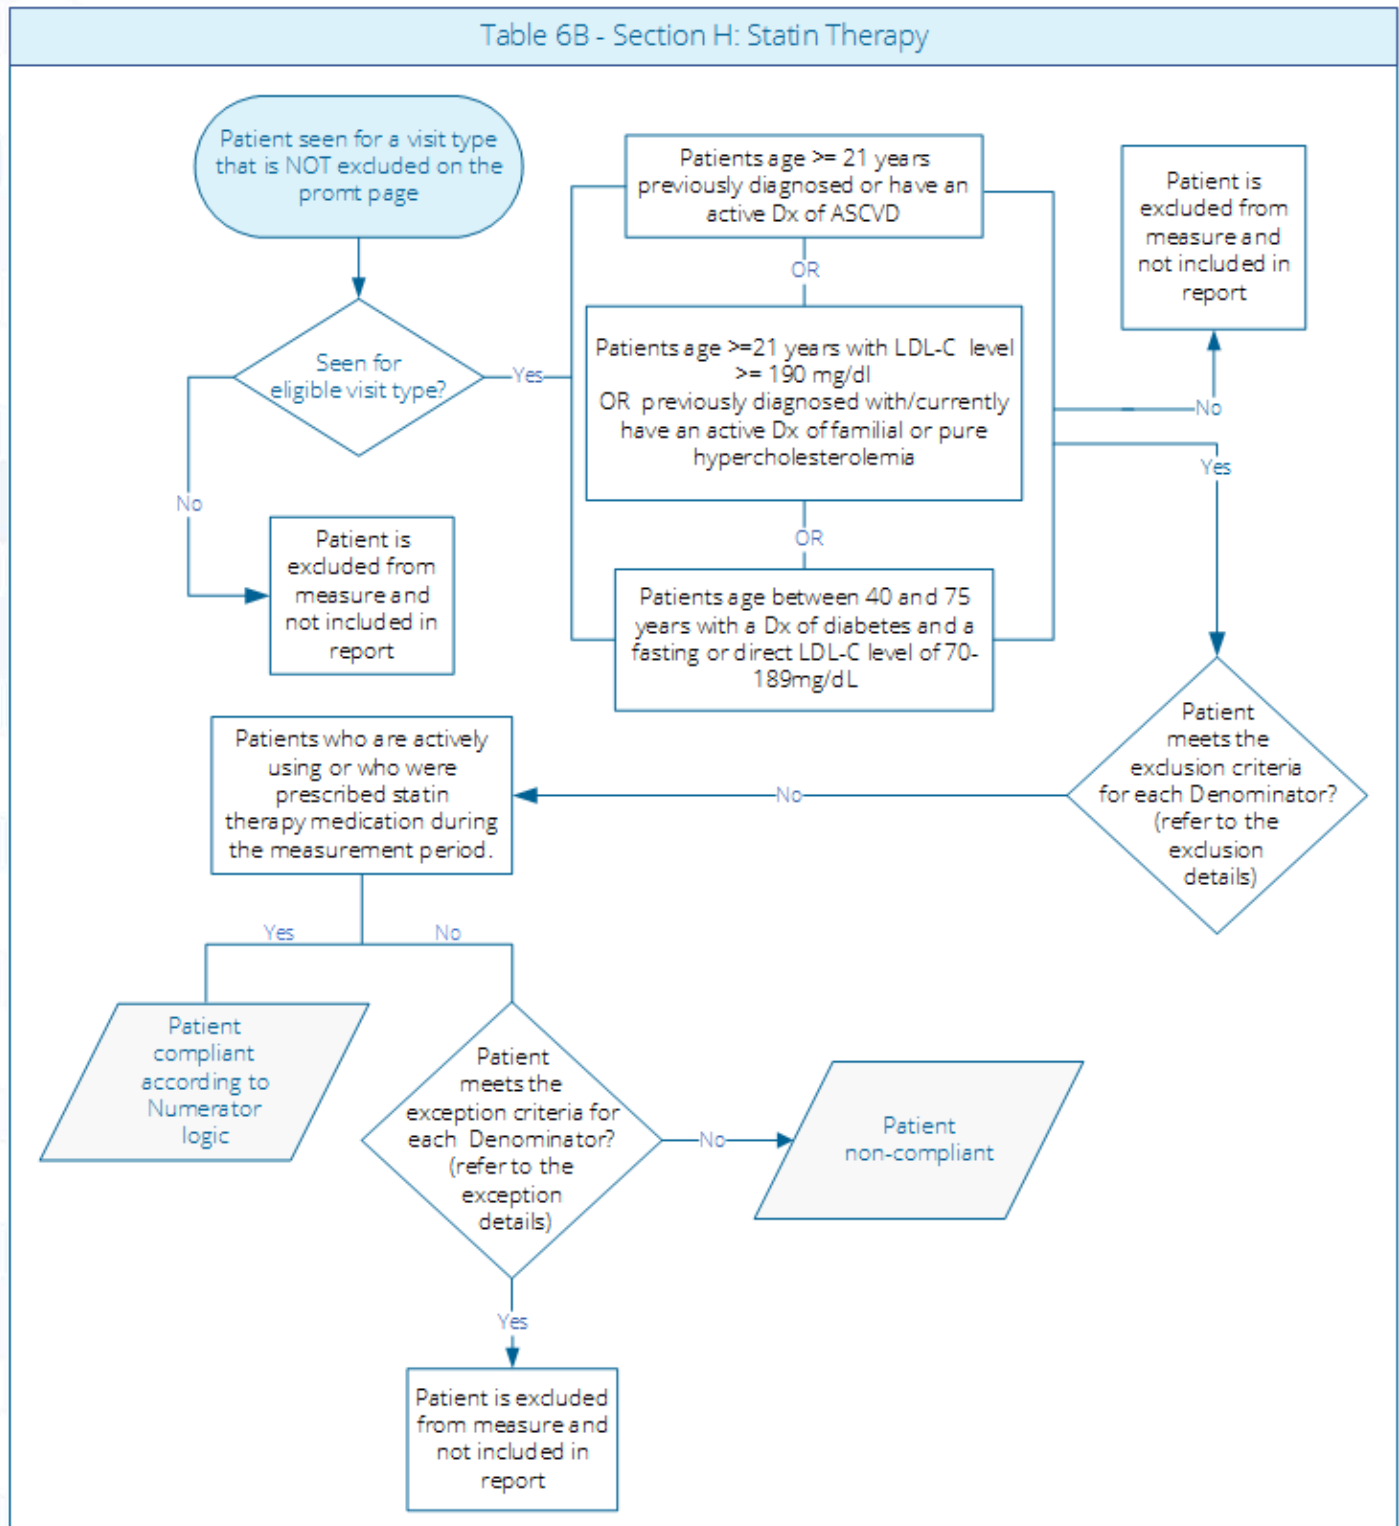 Table 6B - Section H: Statin Therapy
Patient seen for a visit type
that is NOT excluded on the
promt page
Seen for
eligible visit type?
Yes
No
Patient is
excluded from
measure and
not included in
report
Patients age >= 21 years
previously diagnosed or have an
active Dx of ASCVD
OR
Patients age >=21 years with LDL-C level
>= 190 mg/dl
OR previously diagnosed with/currently
have an active Dx of familial or pure
hypercholesterolemia
OR
Patients age between 40 and 75
years with a Dx of diabetes and a
fasting or direct LDL-C level of 70-
189mg/dL
No
Patient is
excluded from
measure and
not included in
report
Yes
Patient
meets the
exclusion criteria
for each Denominator?
(refer to the
exclusion
details)
No
Patients who are actively
using or who were
prescribed statin
therapy medication during
the measurement period.
Yes
No
Patient
compliant
according to
Numerator
logic
Patient
meets the
exception criteria for
each Denominator?
(refer to the
exception
details)
No
Patient
non-compliant
Yes
Patient is excluded
from measure and
not included in
report